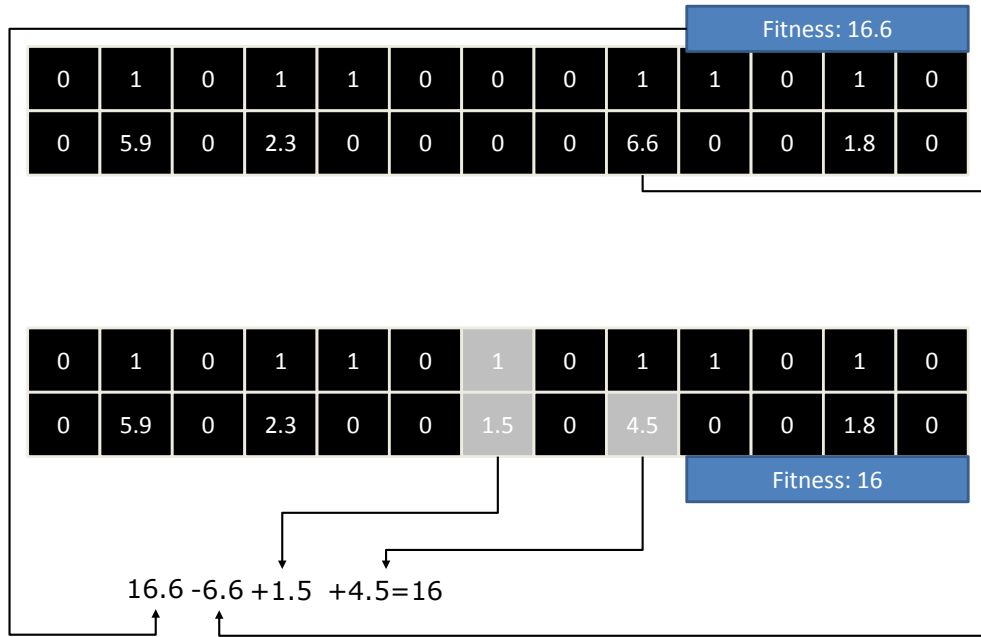 Fitness: 16.6
0 1 0 1 1 0 0 0 1 1 0 1 0
0 5.9 0 2.3 0 0 0 0 6.6 0 0 1.8 0
0 1 0 1 1 0 1 0 1 1 0 1 0
0 5.9 0 2.3 0 0 1.5 0 4.5 0 0 1.8 0
Fitness: 16
16.6 -6.6 +1.5 +4.5=16